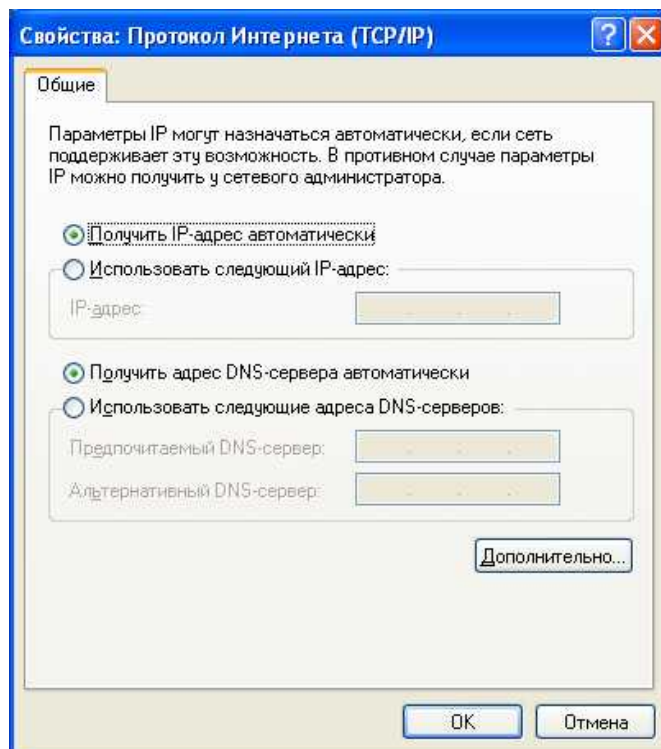 Свойства: Протокол Интернета (TCP/IP)
Общие
Параметры IP могут назначаться автоматически, если сеть
поддерживает эту возможность. В противном случае параметры
IP можно получить у сетевого администратора.
Получить IP-адрес автоматически
Использовать следующий IP-адрес:
IP-адрес:
Получить адрес DNS-сервера автоматически
Использовать следующие адреса DNS-серверов:
Предпочитаемый DNS-сервер:
Альтернативный DNS-сервер:
Дополнительно...
OK
Отмена